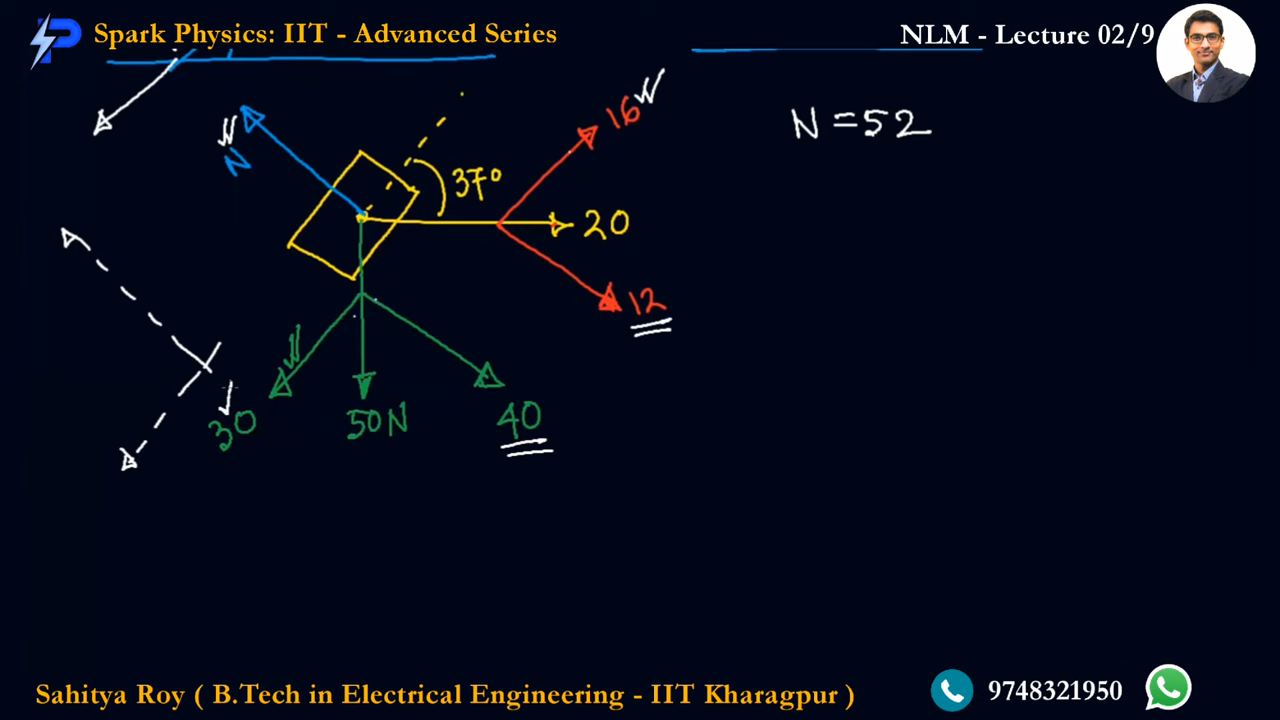 Spark Physics: IIT - Advanced Series
NLM - Lecture 02/9
16
N
N = 52
37°
20
12
30
50N
40
Sahitya Roy ( B.Tech in Electrical Engineering - IIT Kharagpur )
9748321950